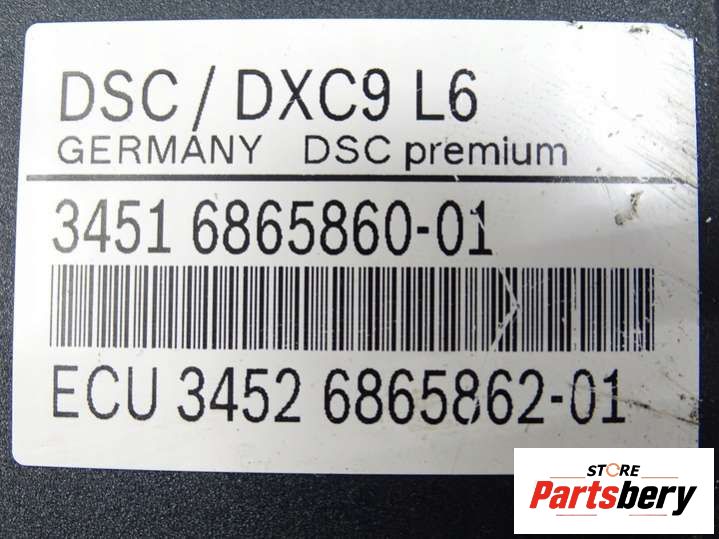 DSC / DXC9 L6
GERMANY DSC premium
3451 6865860-01
ECU 3452 6865862-01
STORE
Partsbery